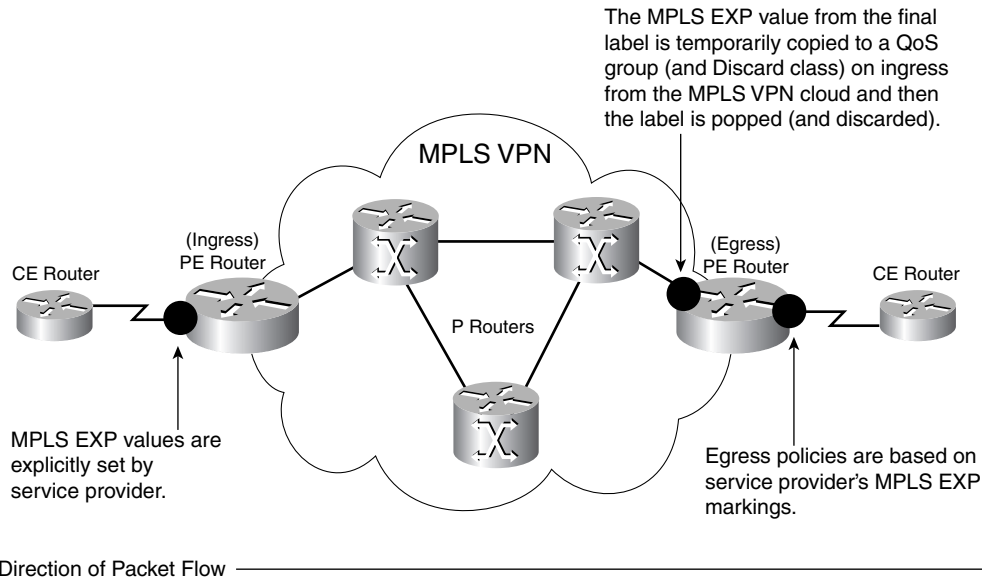 The MPLS EXP value from the final
label is temporarily copied to a QoS
group (and Discard class) on ingress
from the MPLS VPN cloud and then
the label is popped (and discarded).
MPLS VPN
(Ingress)
PE Router
(Egress)
PE Router
CE Router
CE Router
P Routers
MPLS EXP values are
explicitly set by
service provider.
Egress policies are based on
service provider's MPLS EXP
markings.
Direction of Packet Flow